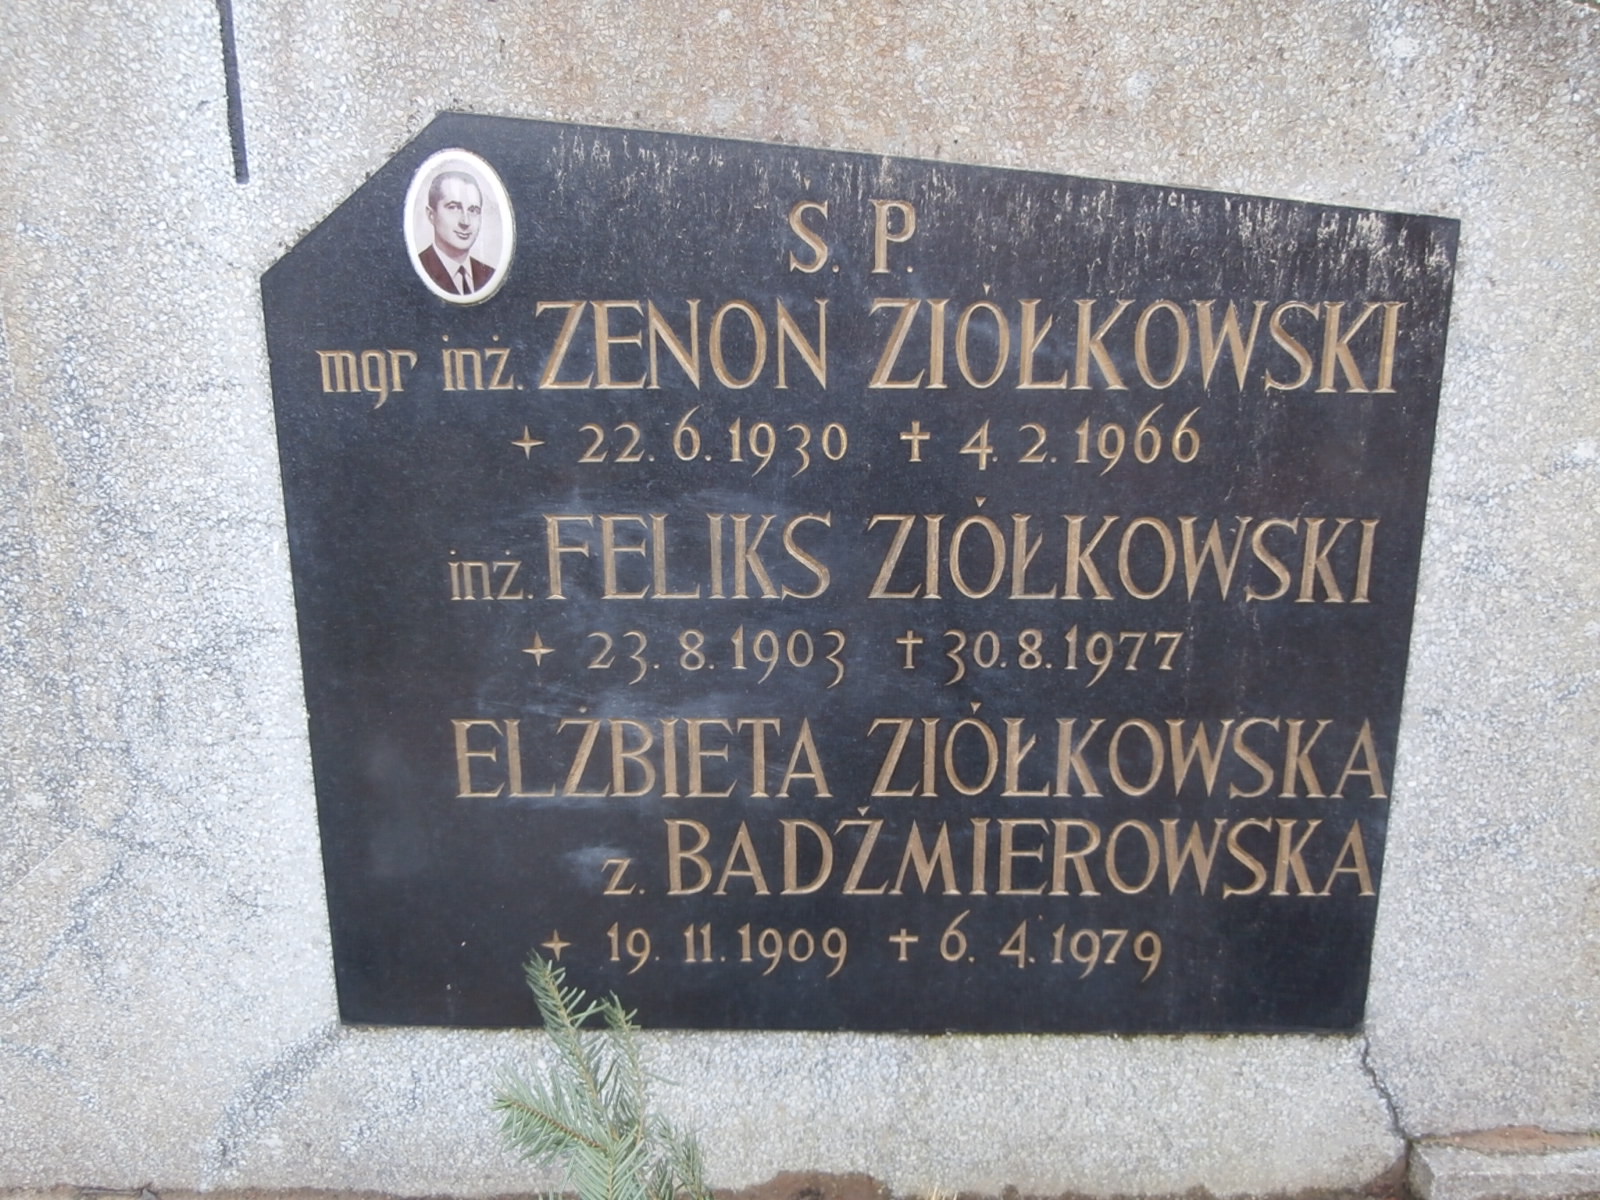 Ś. P.
mgr inż. ZENON ZIÓŁKOWSKI
+ 22. 6. 1930 † 4. 2. 1966
inż. FELIKS ZIÓŁKOWSKI
+ 23. 8. 1903 † 30. 8. 1977
ELŻBIETA ZIÓŁKOWSKA
z. BADŹMIEROWSKA
+ 19. 11. 1909 † 6. 4. 1979